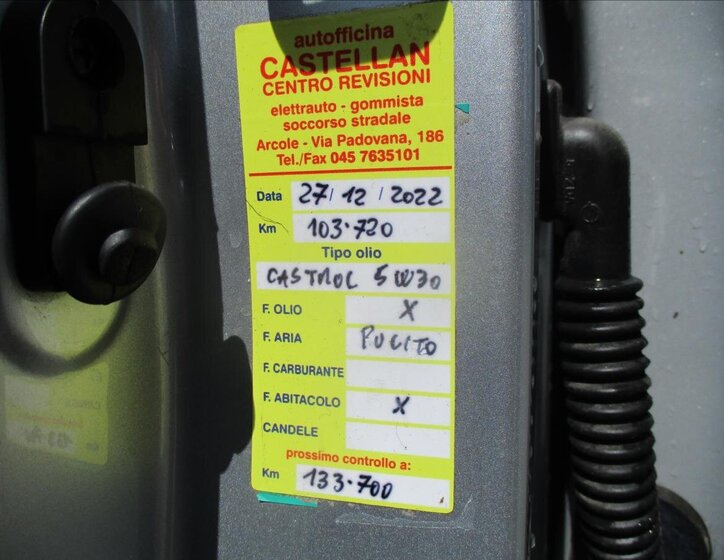 autofficina
CASTELLAN
CENTRO REVISIONI
elettrauto - gommista
soccorso stradale
Arcole - Via Padovana, 186
Tel./Fax 045 7635101
Data 27/12/2022
Km 103.720
Tipo olio
CASTROL 5W30
F. OLIO X
F. ARIA PULITO
F. CARBURANTE
F. ABITACOLO X
CANDELE
prossimo controllo a:
Km 133.700